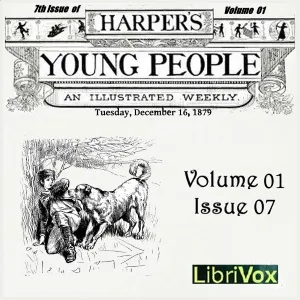 7th Issue of Volume 01
HARPER'S
YOUNG PEOPLE
AN ILLUSTRATED WEEKLY.
Tuesday, December 16, 1879
Volume 01
Issue 07
LibriVox